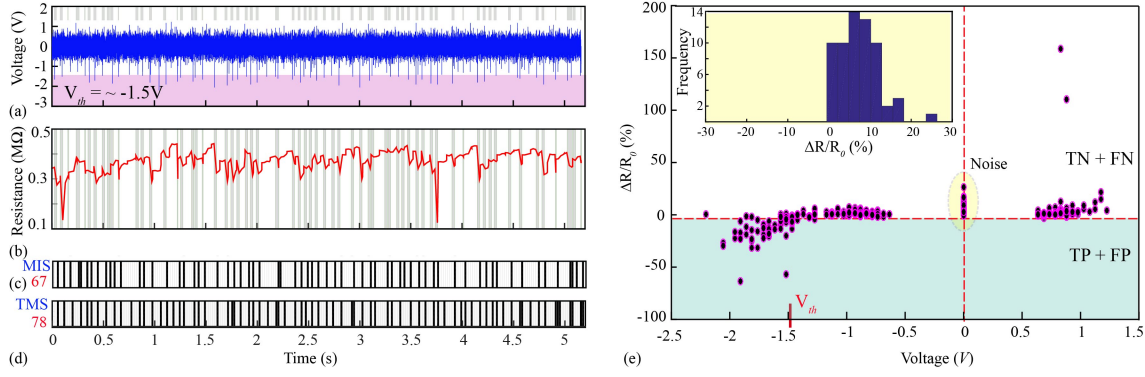 2
1
0
-1
-2
-3
Voltage (V)
V_th = ~ -1.5V
(a)
0.5
0.3
0.1
Resistance (MΩ)
(b)
MIS
67
(c)
TMS
78
(d)
0 0.5 1 1.5 2 2.5 3 3.5 4 4.5 5
Time (s)
200
150
100
50
0
-50
-100
ΔR/R_0 (%)
14
10
6
2
Frequency
-30 -20 -10 0 10 20 30
ΔR/R_0 (%)
Noise
TN + FN
TP + FP
V_th
-2.5 -2 -1.5 -1 -0.5 0 0.5 1 1.5
Voltage (V)
(e)